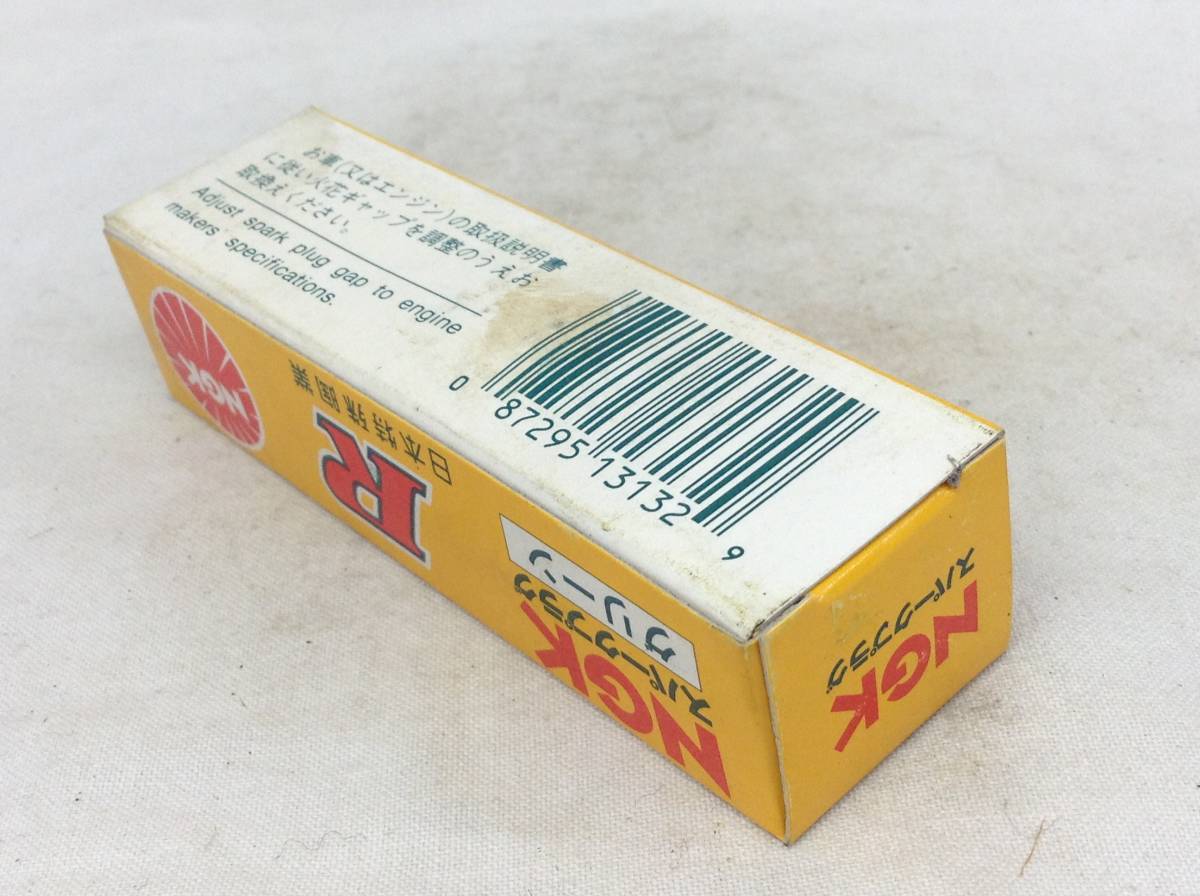 お車(又はエンジン)の取扱説明書
に従い火花ギャップを調整のうえお
取換えください。
Adjust spark plug gap to engine
makers specifications.
0 87295 13132 9
NGK
日本特殊陶業
R
グリーン
スパークプラグ
NGK
スパークプラグ
NGK